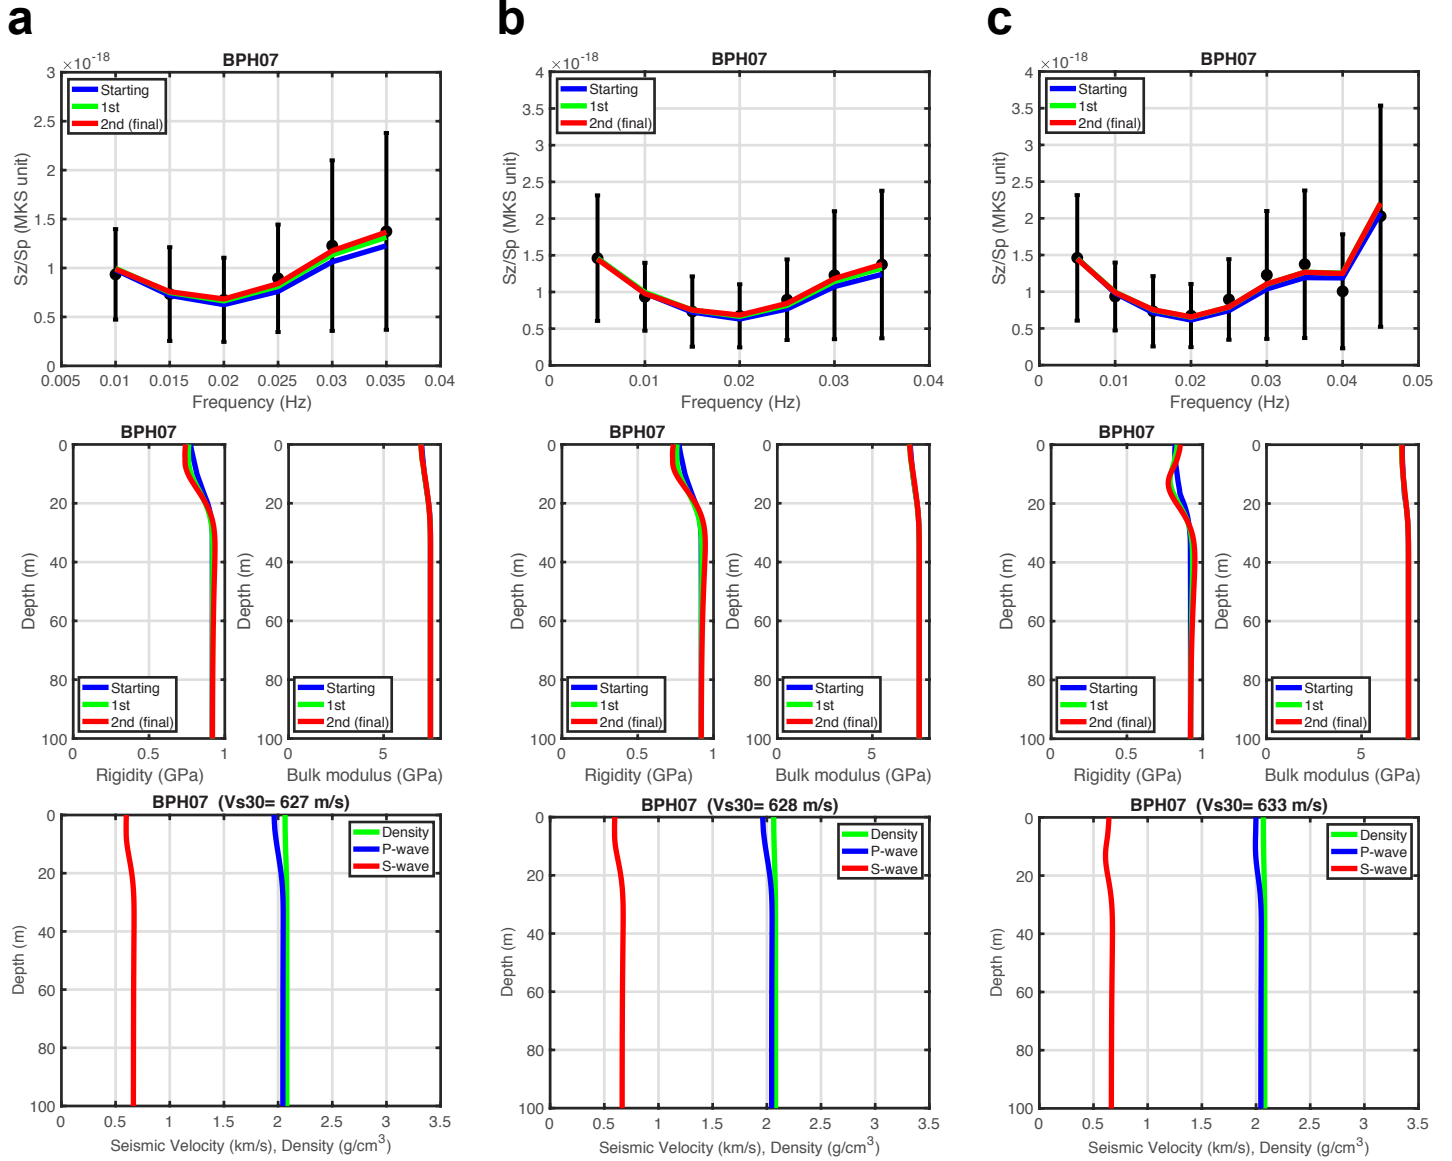 a
b
c
×10⁻¹⁸
BPH07
3
2.5
2
1.5
1
0.5
0
Sz/Sp (MKS unit)
Starting
1st
2nd (final)
0.005 0.01 0.015 0.02 0.025 0.03 0.035 0.04
Frequency (Hz)
×10⁻¹⁸
BPH07
4
3.5
3
2.5
2
1.5
1
0.5
0
Sz/Sp (MKS unit)
Starting
1st
2nd (final)
0 0.01 0.02 0.03 0.04
Frequency (Hz)
×10⁻¹⁸
BPH07
4
3.5
3
2.5
2
1.5
1
0.5
0
Sz/Sp (MKS unit)
Starting
1st
2nd (final)
0 0.01 0.02 0.03 0.04 0.05
Frequency (Hz)
BPH07
0
20
40
60
80
100
Depth (m)
Starting
1st
2nd (final)
0 0.5 1
Rigidity (GPa)
0
20
40
60
80
100
Depth (m)
Starting
1st
2nd (final)
0 5
Bulk modulus (GPa)
BPH07
0
20
40
60
80
100
Depth (m)
Starting
1st
2nd (final)
0 0.5 1
Rigidity (GPa)
0
20
40
60
80
100
Depth (m)
Starting
1st
2nd (final)
0 5
Bulk modulus (GPa)
BPH07
0
20
40
60
80
100
Depth (m)
Starting
1st
2nd (final)
0 0.5 1
Rigidity (GPa)
0
20
40
60
80
100
Depth (m)
Starting
1st
2nd (final)
0 5
Bulk modulus (GPa)
BPH07 (Vs30= 627 m/s)
0
20
40
60
80
100
Depth (m)
Density
P-wave
S-wave
0 0.5 1 1.5 2 2.5 3 3.5
Seismic Velocity (km/s), Density (g/cm³)
BPH07 (Vs30= 628 m/s)
0
20
40
60
80
100
Depth (m)
Density
P-wave
S-wave
0 0.5 1 1.5 2 2.5 3 3.5
Seismic Velocity (km/s), Density (g/cm³)
BPH07 (Vs30= 633 m/s)
0
20
40
60
80
100
Depth (m)
Density
P-wave
S-wave
0 0.5 1 1.5 2 2.5 3 3.5
Seismic Velocity (km/s), Density (g/cm³)